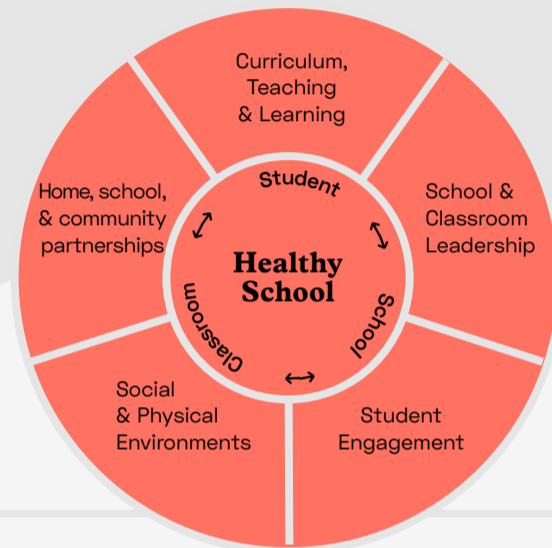 Curriculum,
Teaching
& Learning
School &
Classroom
Leadership
Student
Engagement
Social
& Physical
Environments
Home, school,
& community
partnerships
Student
School
Classroom
Healthy
School